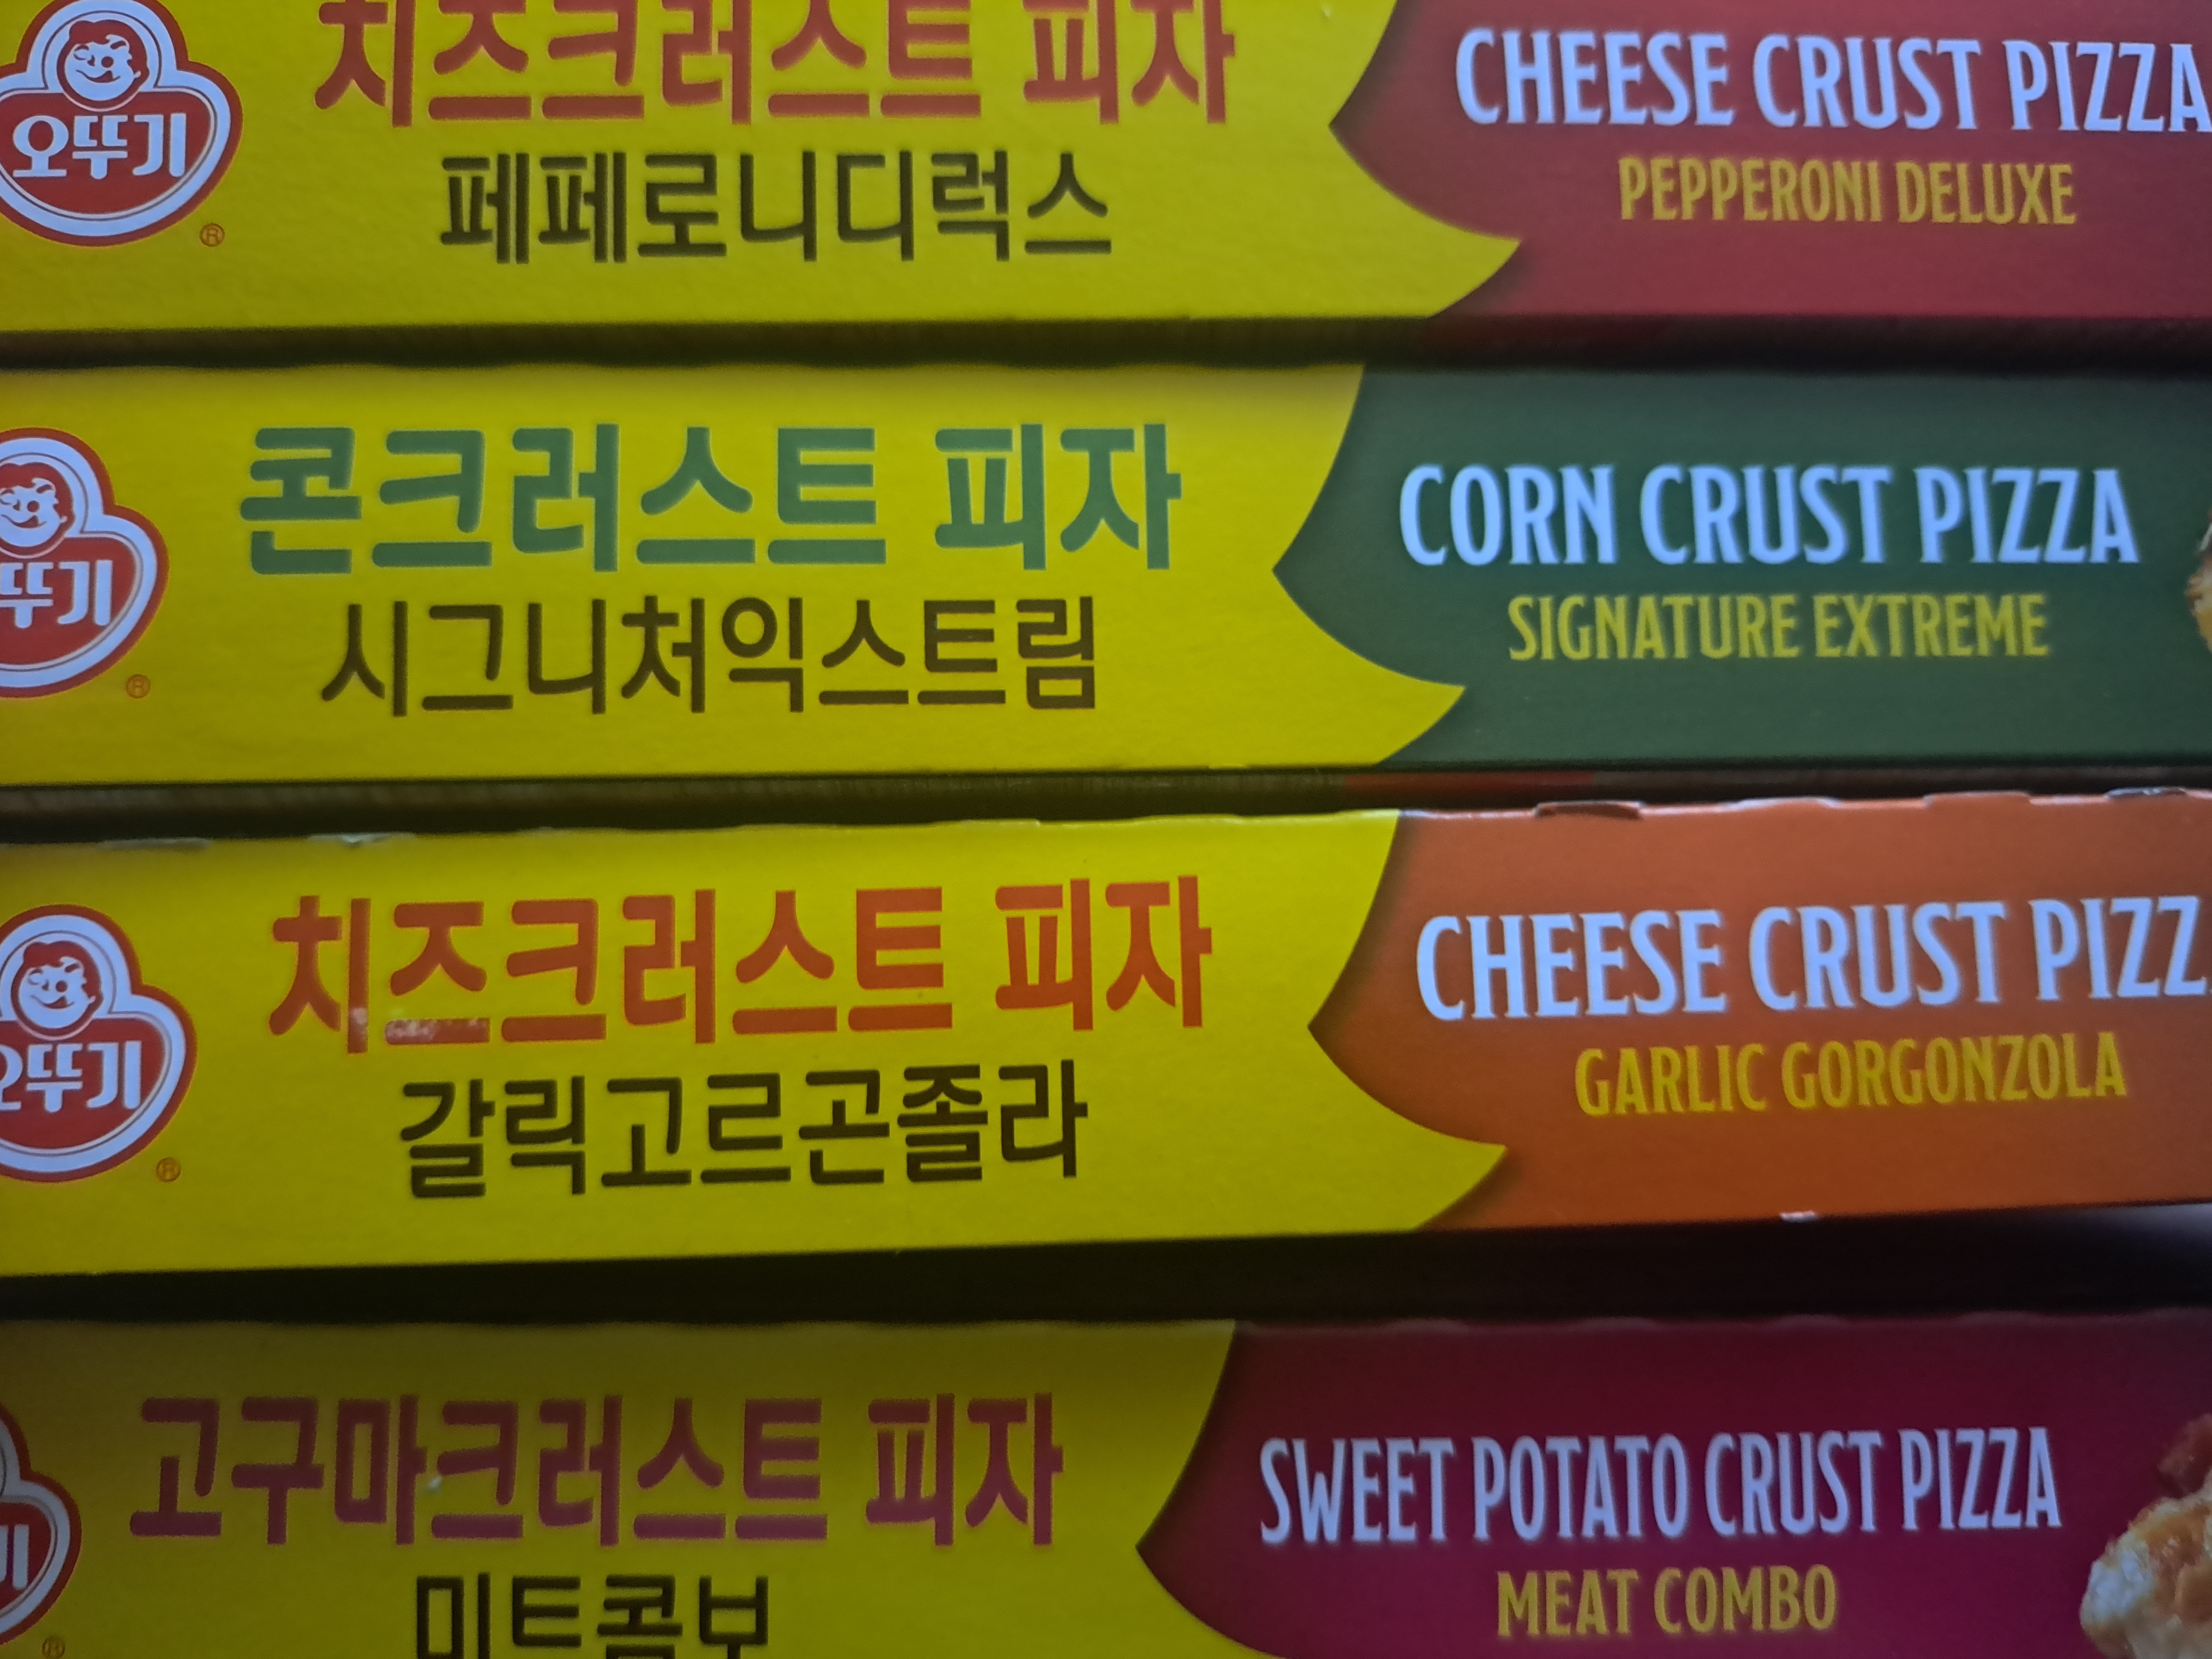 오뚜기
®
치즈크러스트 피자
페페로니디럭스
CHEESE CRUST PIZZA
PEPPERONI DELUXE
뚜기
®
콘크러스트 피자
시그니처익스트림
CORN CRUST PIZZA
SIGNATURE EXTREME
오뚜기
®
치즈크러스트 피자
갈릭고르곤졸라
CHEESE CRUST PIZZ
GARLIC GORGONZOLA
기
®
고구마크러스트 피자
미트콤보
SWEET POTATO CRUST PIZZA
MEAT COMBO